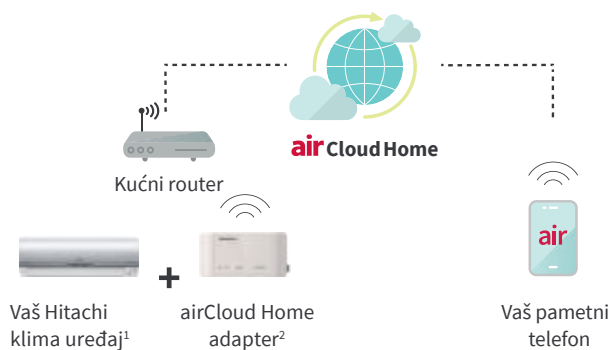 air Cloud Home
Kućni router
air
+
Vaš Hitachi
klima uređaj¹
airCloud Home
adapter²
Vaš pametni
telefon